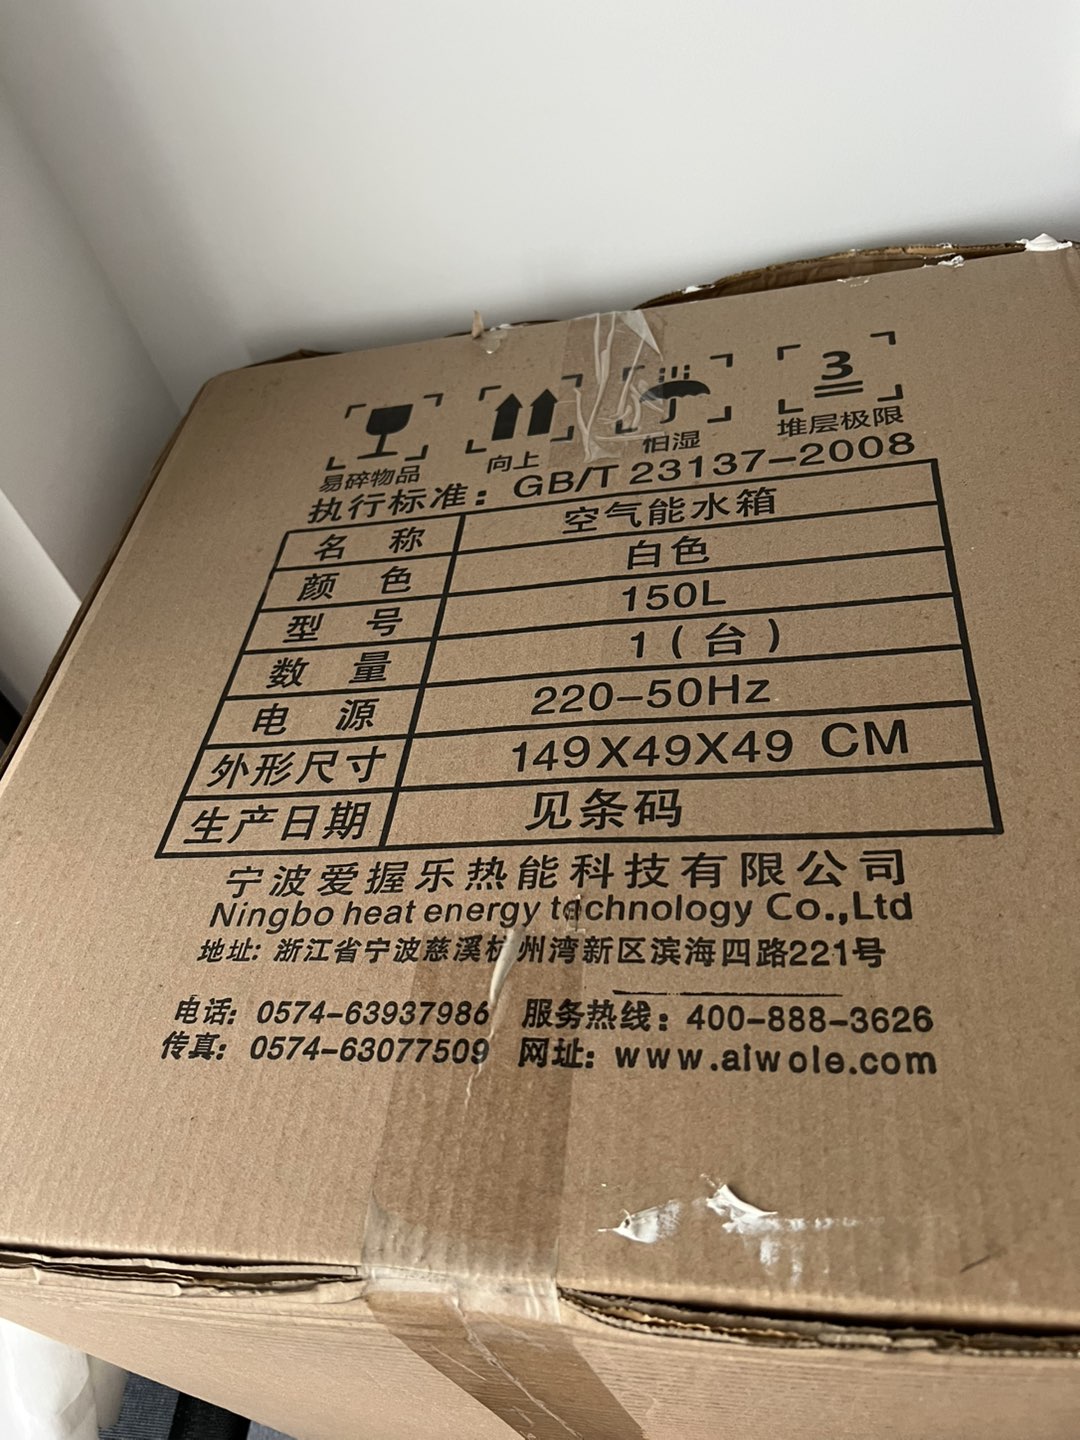 3
易碎物品 向上 怕湿 堆层极限
执行标准：GB/T 23137-2008
名 称 空气能水箱
颜 色 白色
型 号 150L
数 量 1（台）
电 源 220-50Hz
外形尺寸 149X49X49 CM
生产日期 见条码
宁波爱握乐热能科技有限公司
Ningbo heat energy technology Co.,Ltd
地址: 浙江省宁波慈溪杭州湾新区滨海四路221号
电话: 0574-63937986 服务热线: 400-888-3626
传真: 0574-63077509 网址: www.aiwole.com